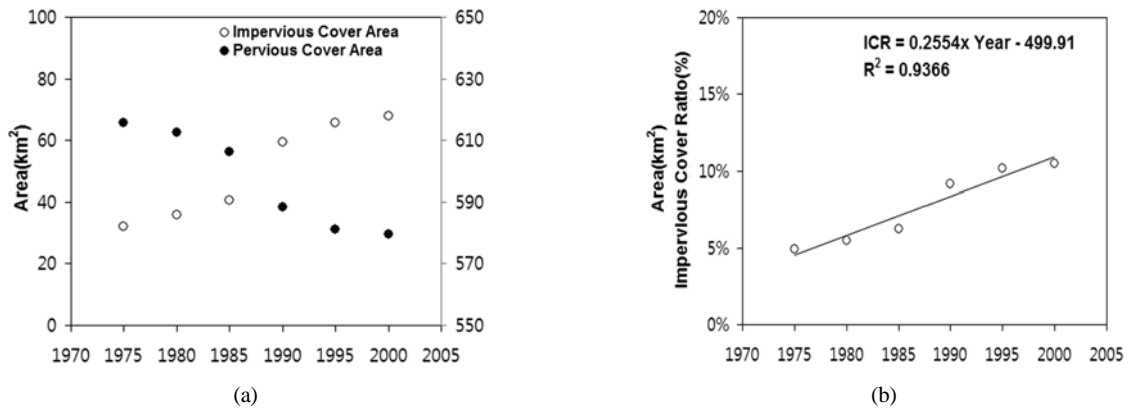 100
80
60
40
20
0
Area(km²)
○ Impervious Cover Area
● Pervious Cover Area
650
630
610
590
570
550
Area(km²)
1970 1975 1980 1985 1990 1995 2000 2005
(a)
20%
15%
10%
5%
0%
Impervious Cover Ratio(%)
ICR = 0.2554x Year - 499.91
R² = 0.9366
1970 1975 1980 1985 1990 1995 2000 2005
(b)